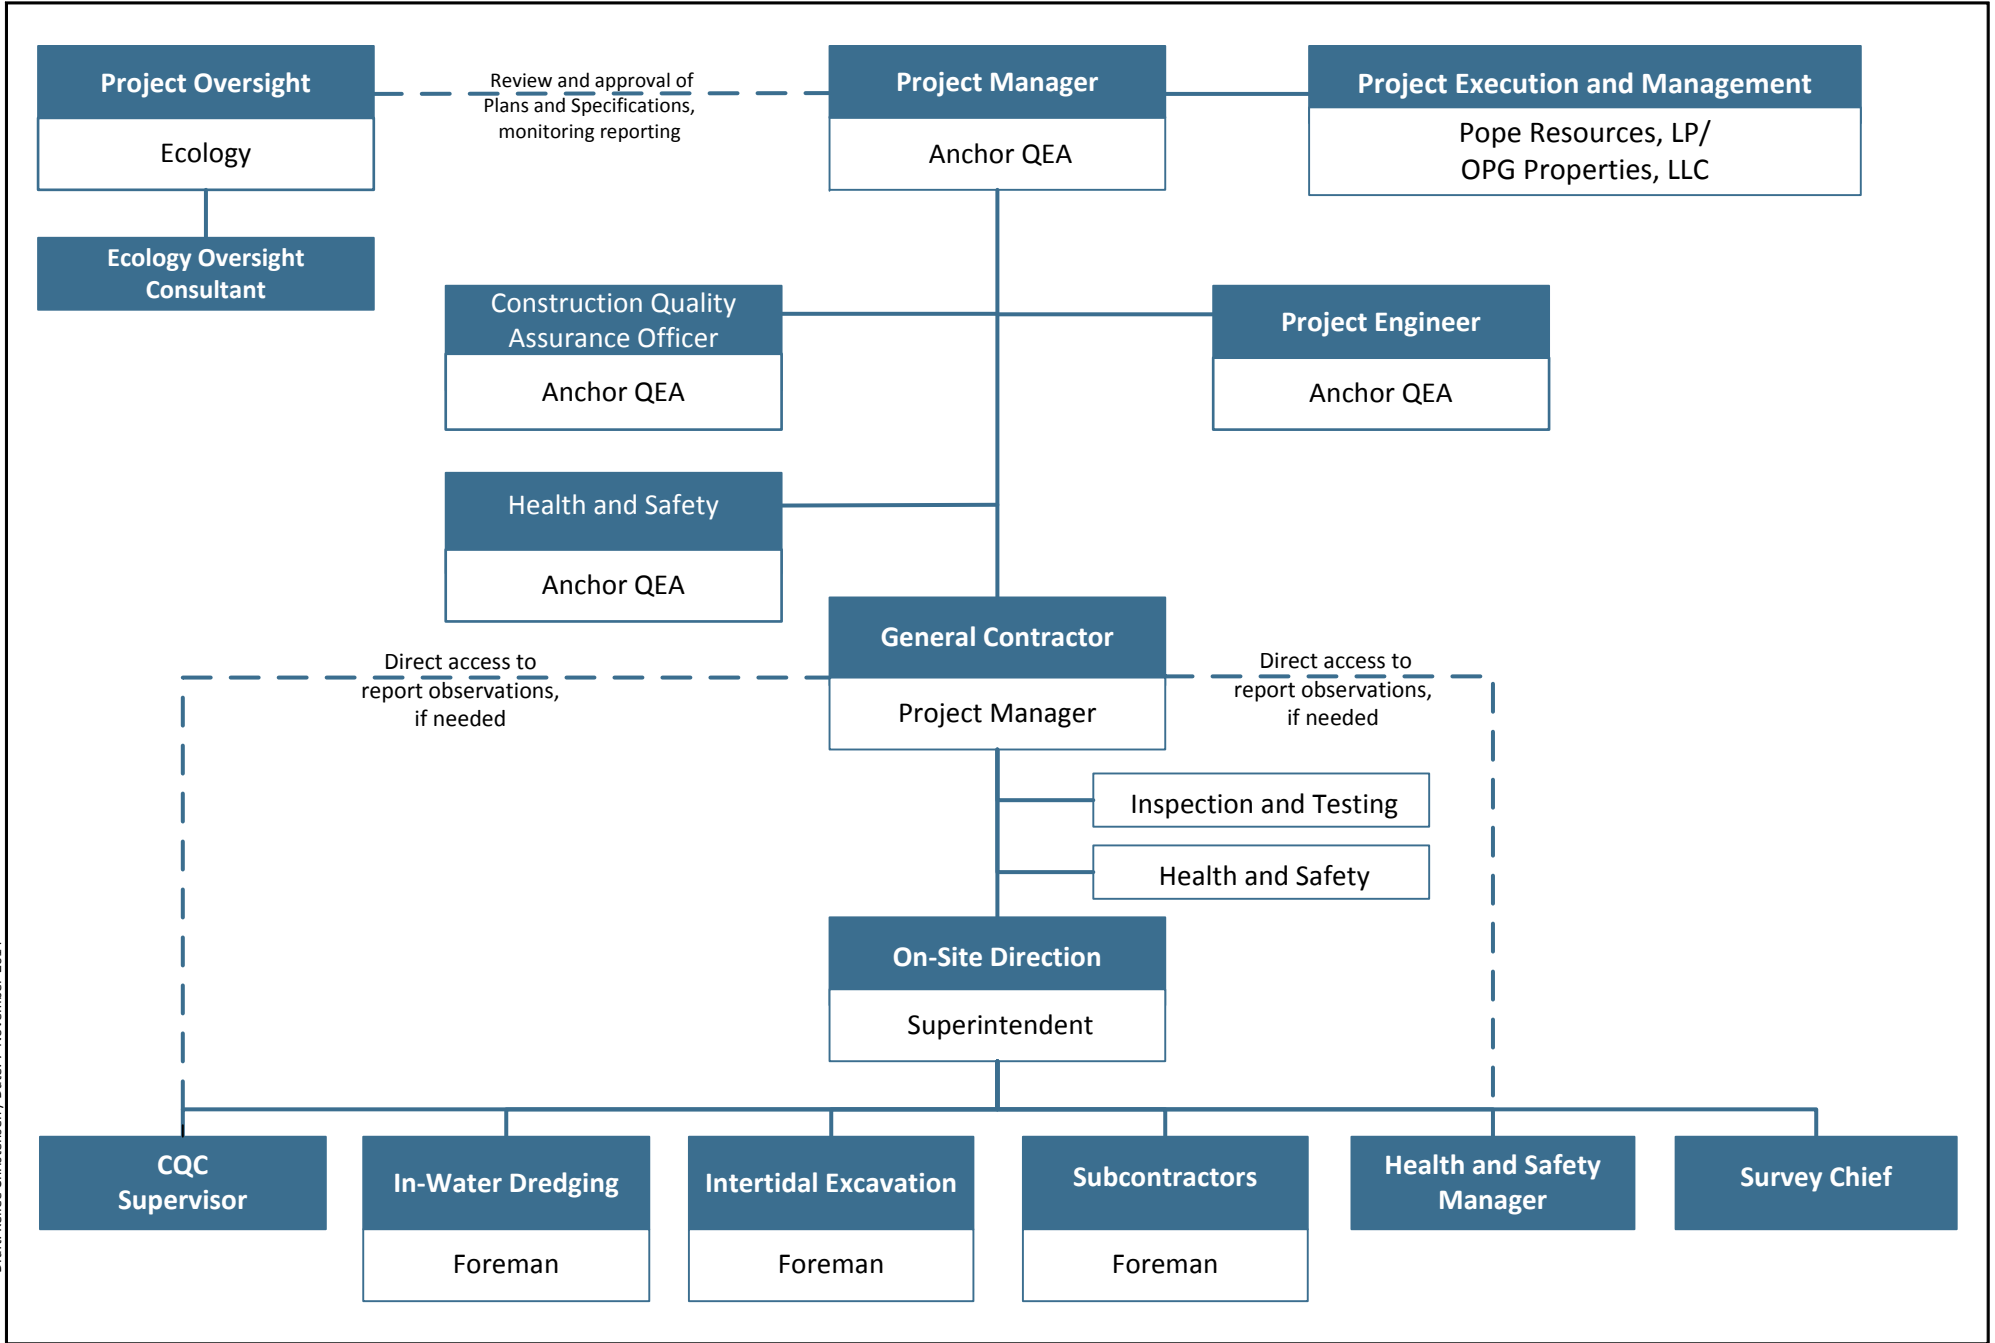 Project Oversight
Ecology
Ecology Oversight
Consultant
Review and approval of
Plans and Specifications,
monitoring reporting
Project Manager
Anchor QEA
Project Execution and Management
Pope Resources, LP/
OPG Properties, LLC
Construction Quality
Assurance Officer
Anchor QEA
Project Engineer
Anchor QEA
Health and Safety
Anchor QEA
General Contractor
Project Manager
Direct access to
report observations,
if needed
Direct access to
report observations,
if needed
Inspection and Testing
Health and Safety
On-Site Direction
Superintendent
CQC
Supervisor
In-Water Dredging
Foreman
Intertidal Excavation
Foreman
Subcontractors
Foreman
Health and Safety
Manager
Survey Chief